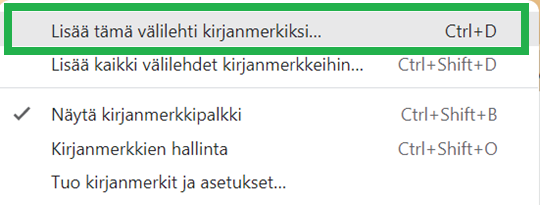 Lisää tämä välilehti kirjanmerkiksi... Ctrl+D
Lisää kaikki välilehdet kirjanmerkkeihin... Ctrl+Shift+D
Näytä kirjanmerkkipalkki Ctrl+Shift+B
Kirjanmerkkien hallinta Ctrl+Shift+O
Tuo kirjanmerkit ja asetukset...